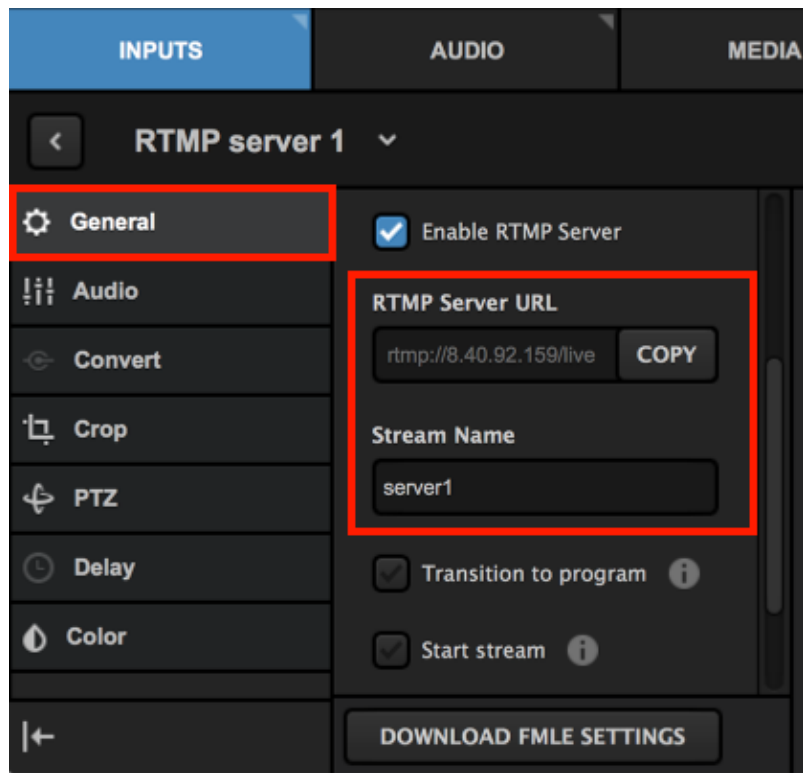 INPUTS
AUDIO
MEDIA
RTMP server 1
General
Audio
Convert
Crop
PTZ
Delay
Color
Enable RTMP Server
RTMP Server URL
rtmp://8.40.92.159/live
COPY
Stream Name
server1
Transition to program
Start stream
DOWNLOAD FMLE SETTINGS